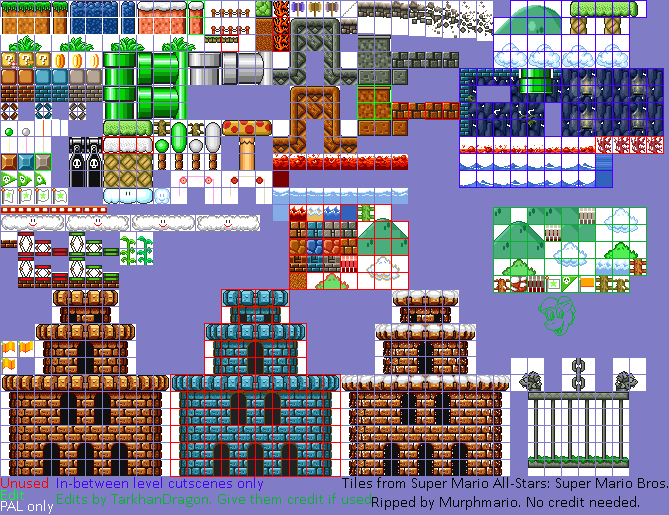 Unused In-between level cutscenes only
Edit
Edits by TarkhanDragon. Give them credit if used.
PAL only
Tiles from Super Mario All-Stars: Super Mario Bros.
Ripped by Murphmario. No credit needed.